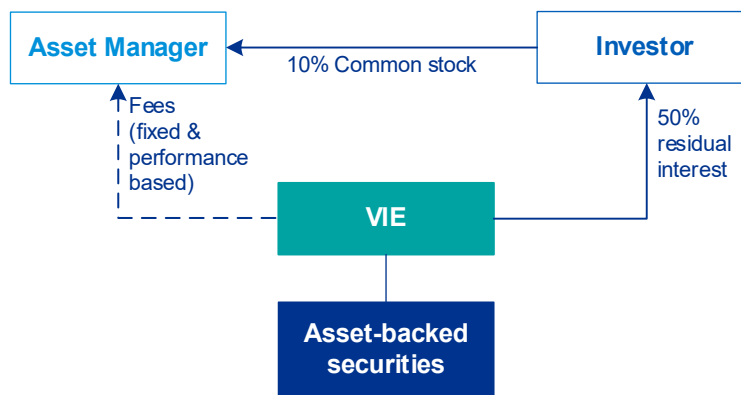 Asset Manager
Investor
10% Common stock
Fees
(fixed &
performance
based)
50%
residual
interest
VIE
Asset-backed
securities